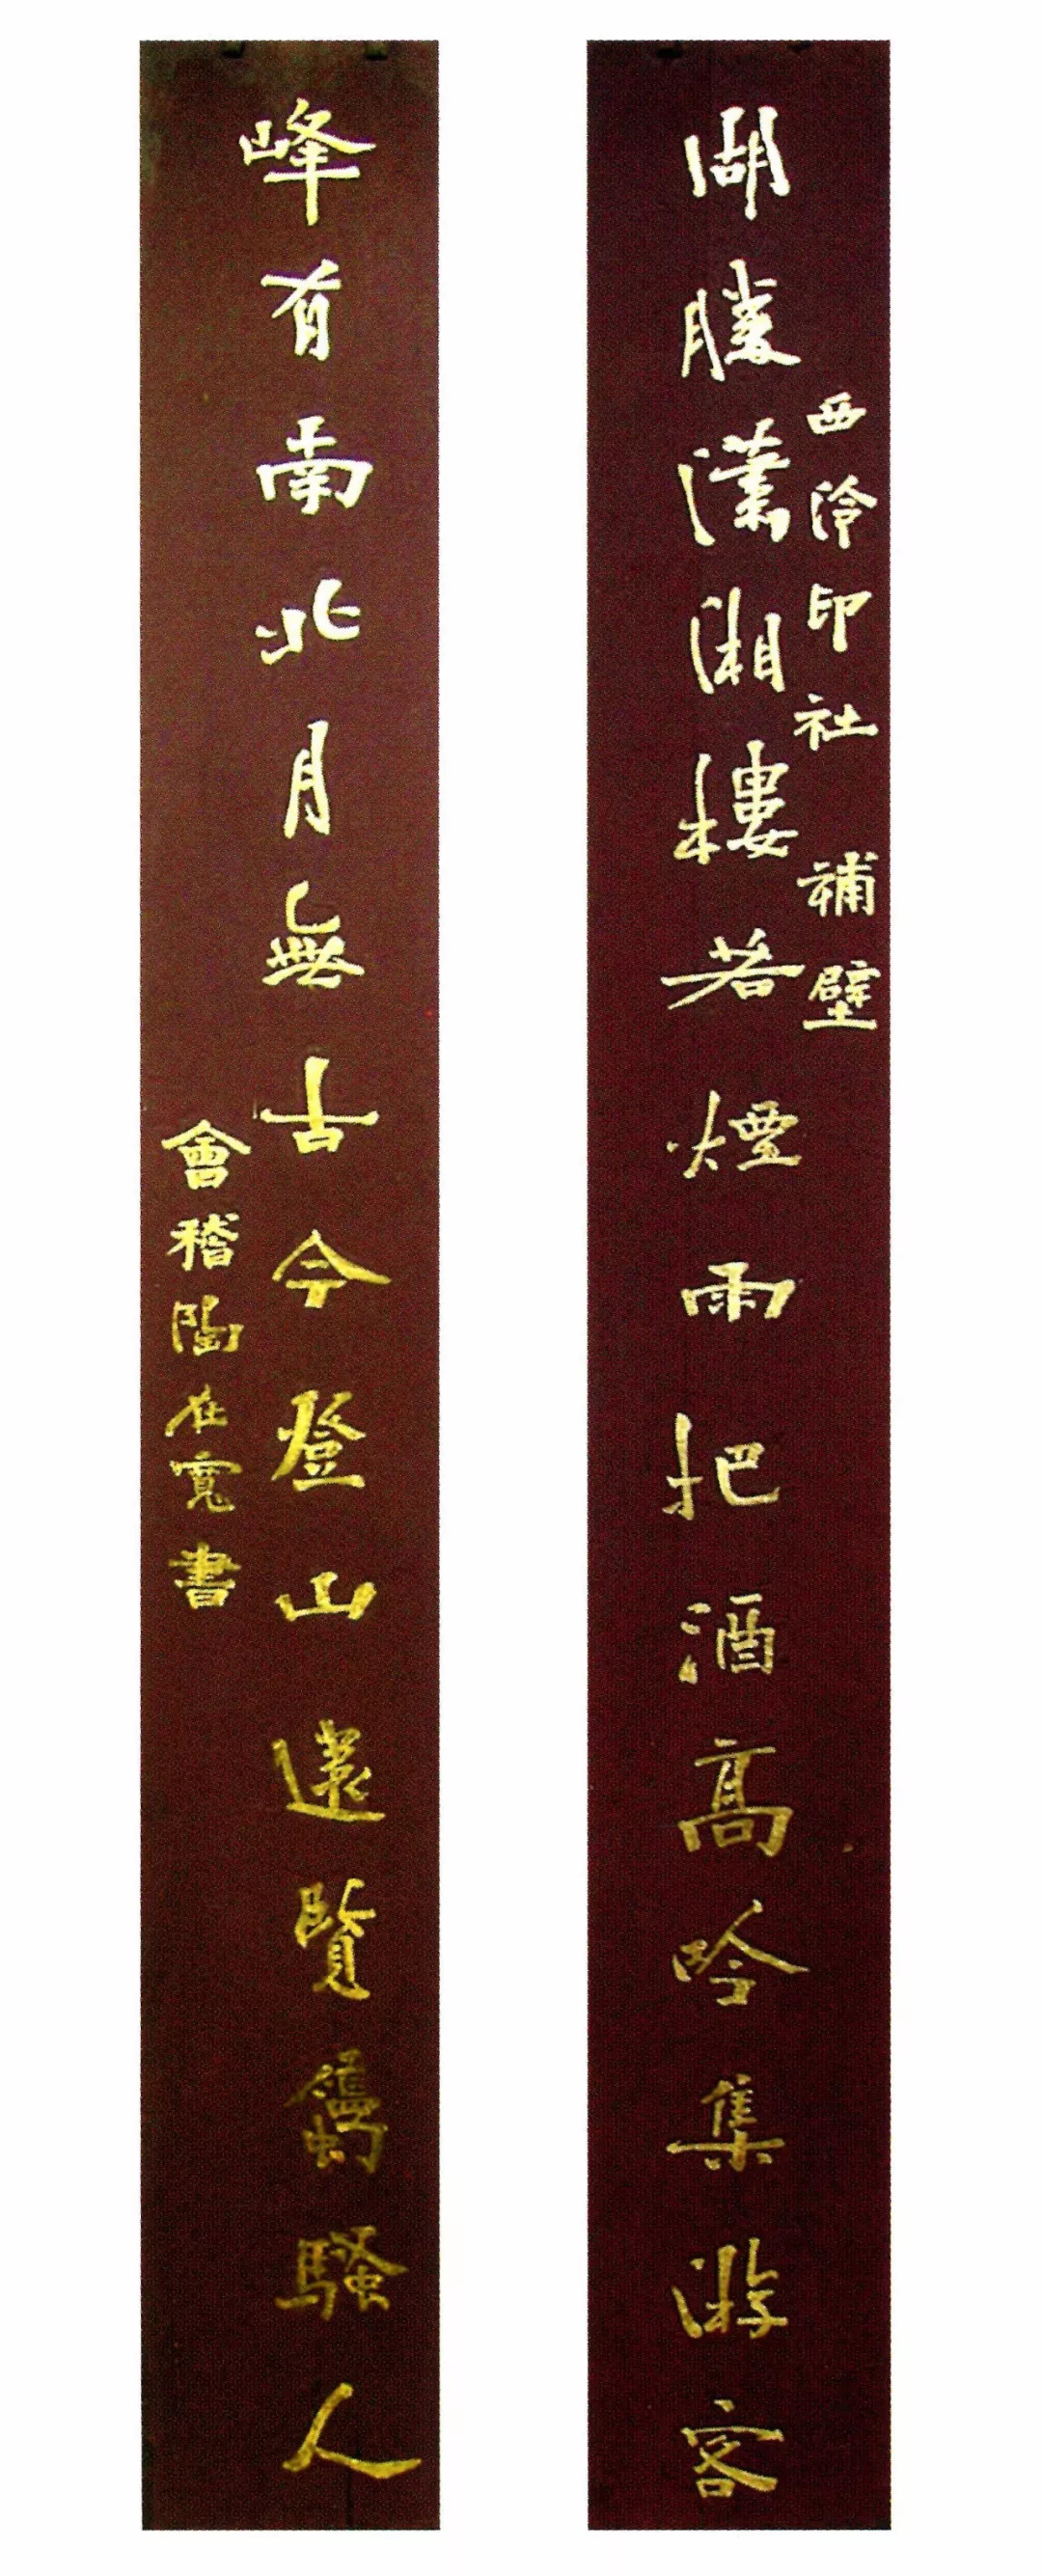 湖勝瀟湘樓若煙雨把酒高吟集游客
西泠印社補壁
峰有南北月無古今登山遠覽屬騷人
會稽陶在寬書